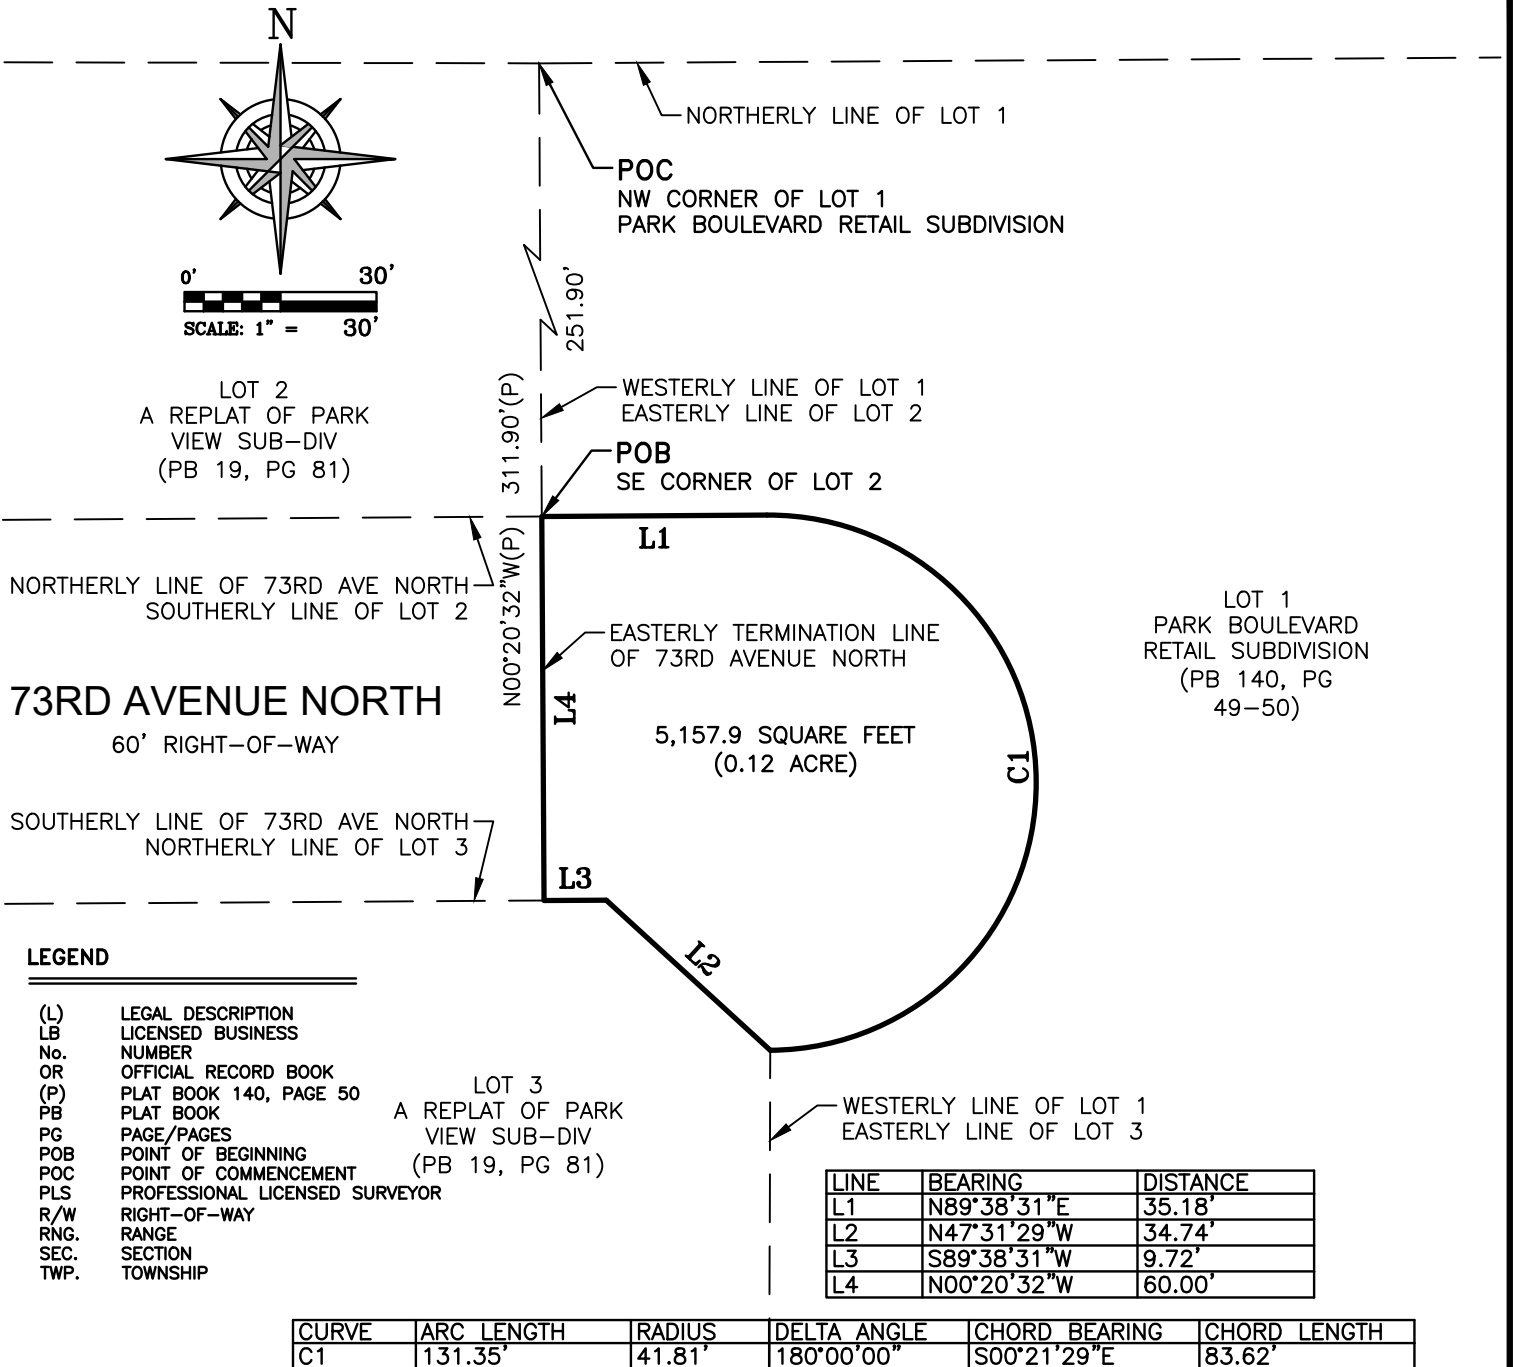 N
NORTHERLY LINE OF LOT 1
POC
NW CORNER OF LOT 1
PARK BOULEVARD RETAIL SUBDIVISION
0' 30'
SCALE: 1" = 30'
251.90'
311.90'(P)
N00°20'32"W(P)
LOT 2
A REPLAT OF PARK
VIEW SUB-DIV
(PB 19, PG 81)
WESTERLY LINE OF LOT 1
EASTERLY LINE OF LOT 2
POB
SE CORNER OF LOT 2
L1
NORTHERLY LINE OF 73RD AVE NORTH
SOUTHERLY LINE OF LOT 2
EASTERLY TERMINATION LINE
OF 73RD AVENUE NORTH
LOT 1
PARK BOULEVARD
RETAIL SUBDIVISION
(PB 140, PG
49-50)
73RD AVENUE NORTH
60' RIGHT-OF-WAY
L4
5,157.9 SQUARE FEET
(0.12 ACRE)
C1
SOUTHERLY LINE OF 73RD AVE NORTH
NORTHERLY LINE OF LOT 3
L3
L2
LEGEND
(L) LEGAL DESCRIPTION
LB LICENSED BUSINESS
No. NUMBER
OR OFFICIAL RECORD BOOK
(P) PLAT BOOK 140, PAGE 50
PB PLAT BOOK
PG PAGE/PAGES
POB POINT OF BEGINNING
POC POINT OF COMMENCEMENT
PLS PROFESSIONAL LICENSED SURVEYOR
R/W RIGHT-OF-WAY
RNG. RANGE
SEC. SECTION
TWP. TOWNSHIP
LOT 3
A REPLAT OF PARK
VIEW SUB-DIV
(PB 19, PG 81)
WESTERLY LINE OF LOT 1
EASTERLY LINE OF LOT 3
LINE BEARING DISTANCE
L1 N89°38'31"E 35.18'
L2 N47°31'29"W 34.74'
L3 S89°38'31"W 9.72'
L4 N00°20'32"W 60.00'
CURVE ARC LENGTH RADIUS DELTA ANGLE CHORD BEARING CHORD LENGTH
C1 131.35' 41.81' 180°00'00" S00°21'29"E 83.62'